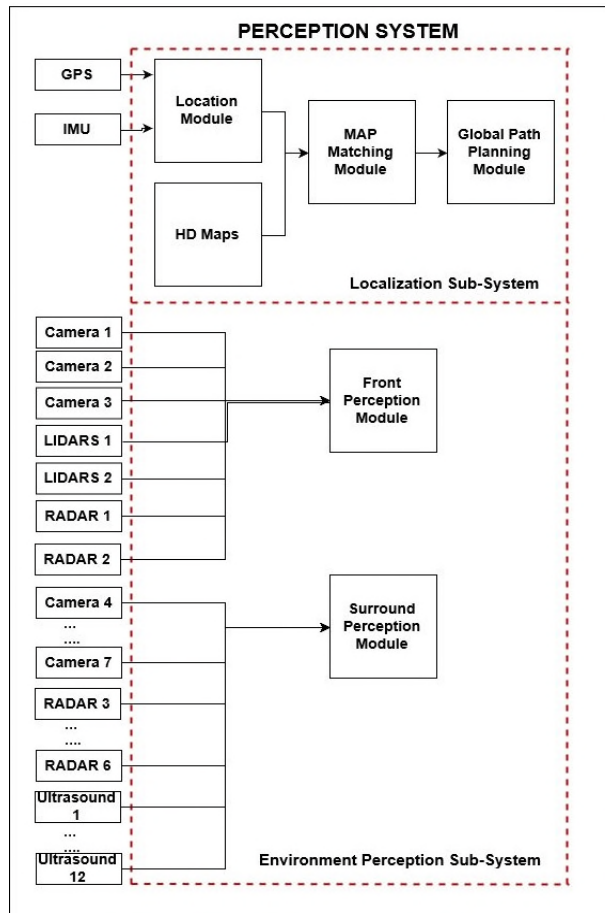 PERCEPTION SYSTEM
GPS
IMU
Location
Module
HD Maps
MAP
Matching
Module
Global Path
Planning
Module
Localization Sub-System
Camera 1
Camera 2
Camera 3
LIDARS 1
LIDARS 2
RADAR 1
RADAR 2
Front
Perception
Module
Camera 4
...
....
Camera 7
RADAR 3
...
....
RADAR 6
Ultrasound
1
...
....
Ultrasound
12
Surround
Perception
Module
Environment Perception Sub-System